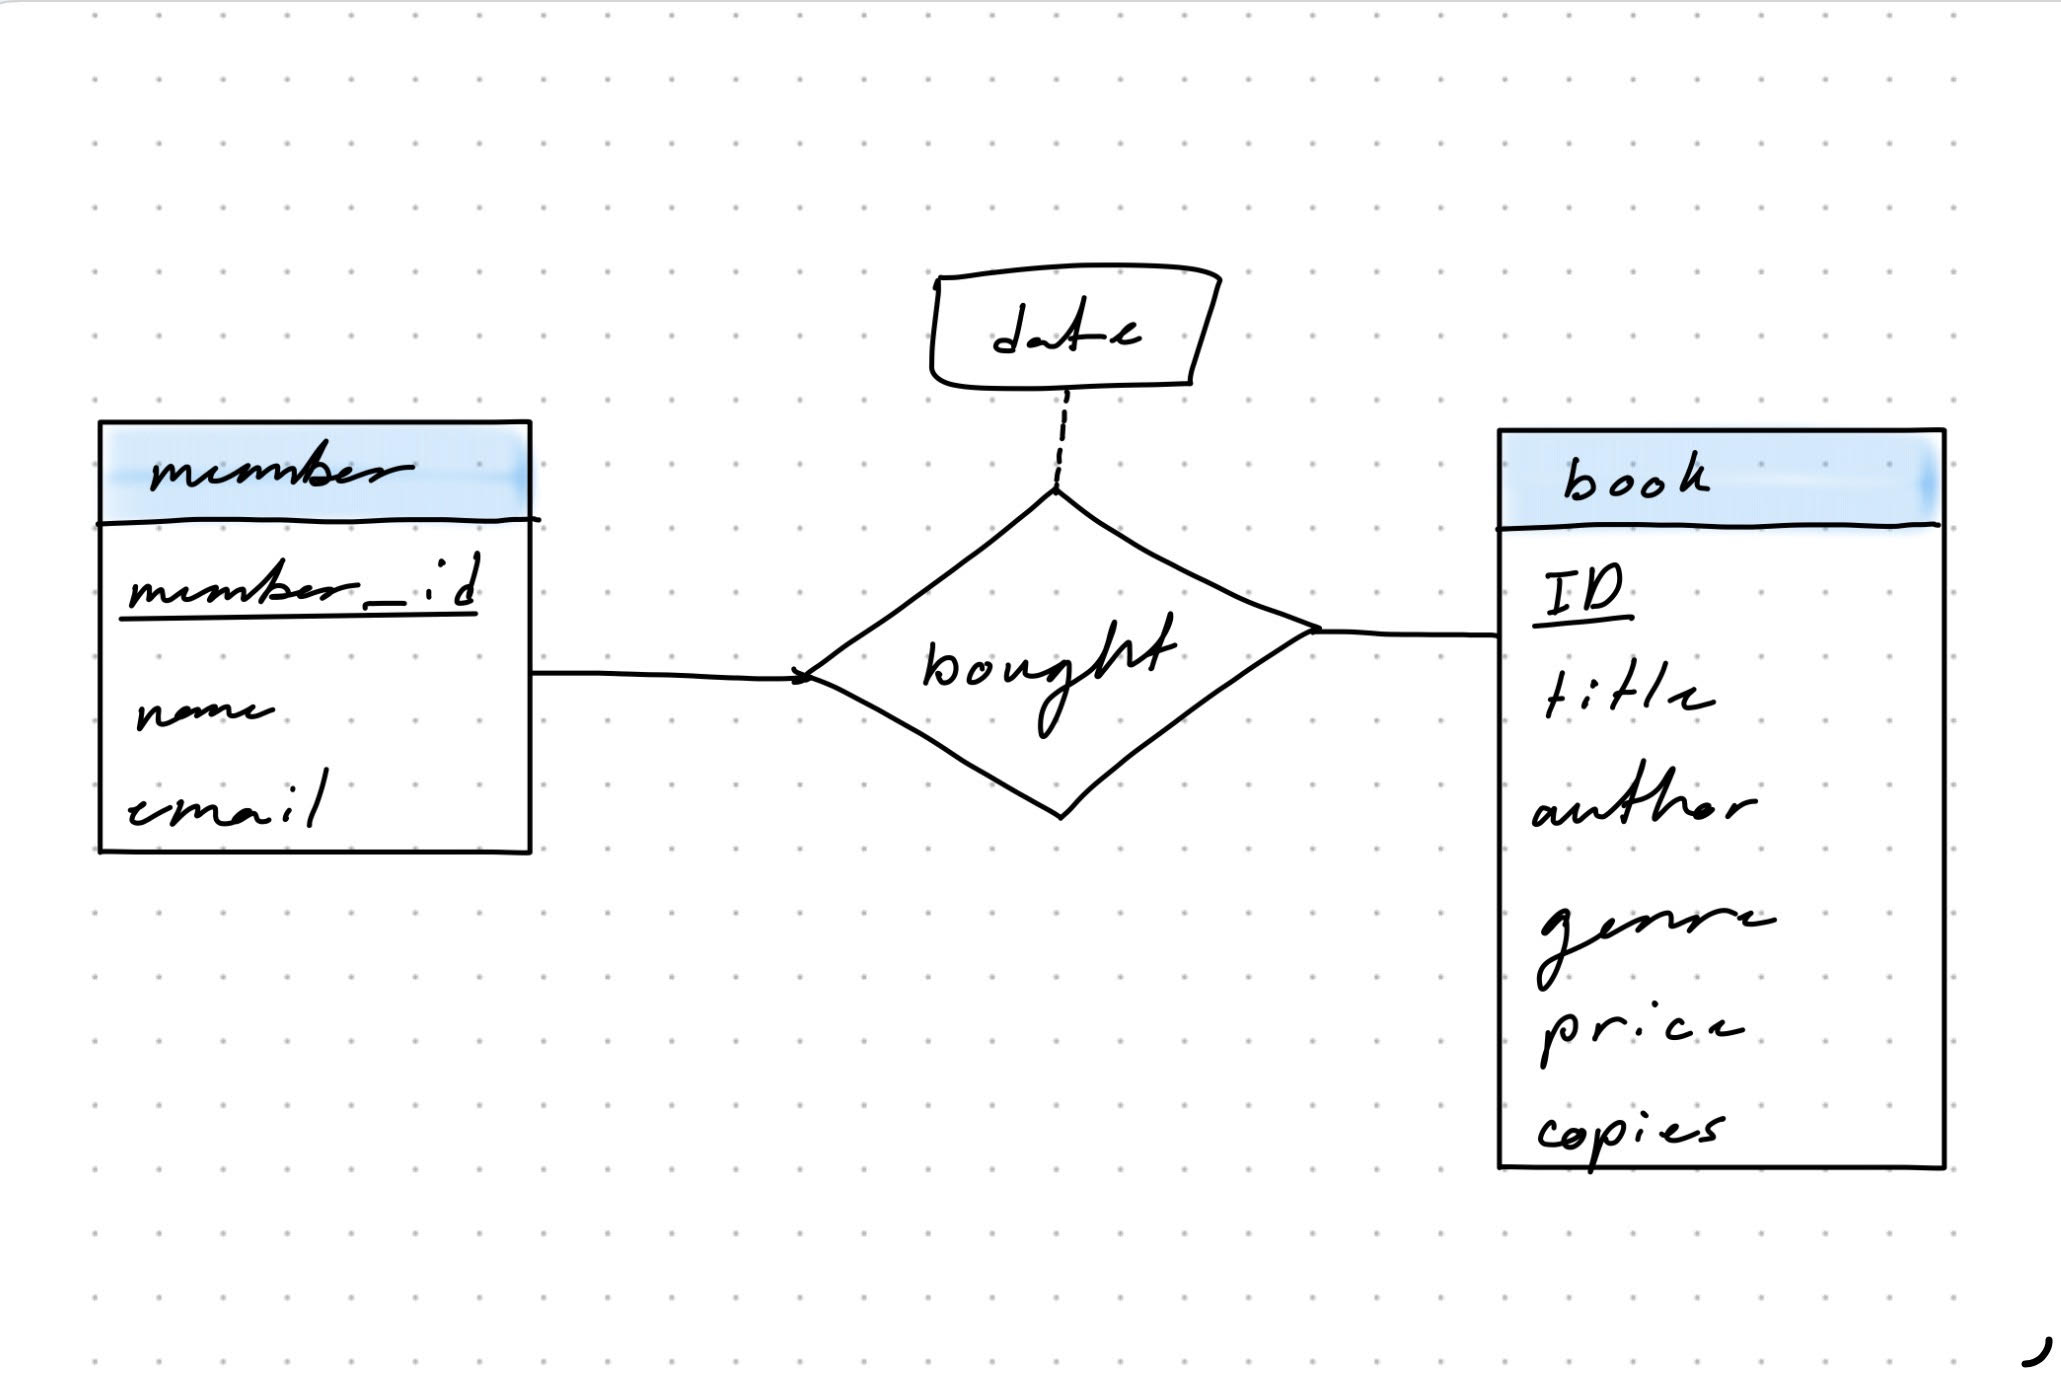 date
member
member_id
name
email
bought
book
ID
title
author
genre
price
copies